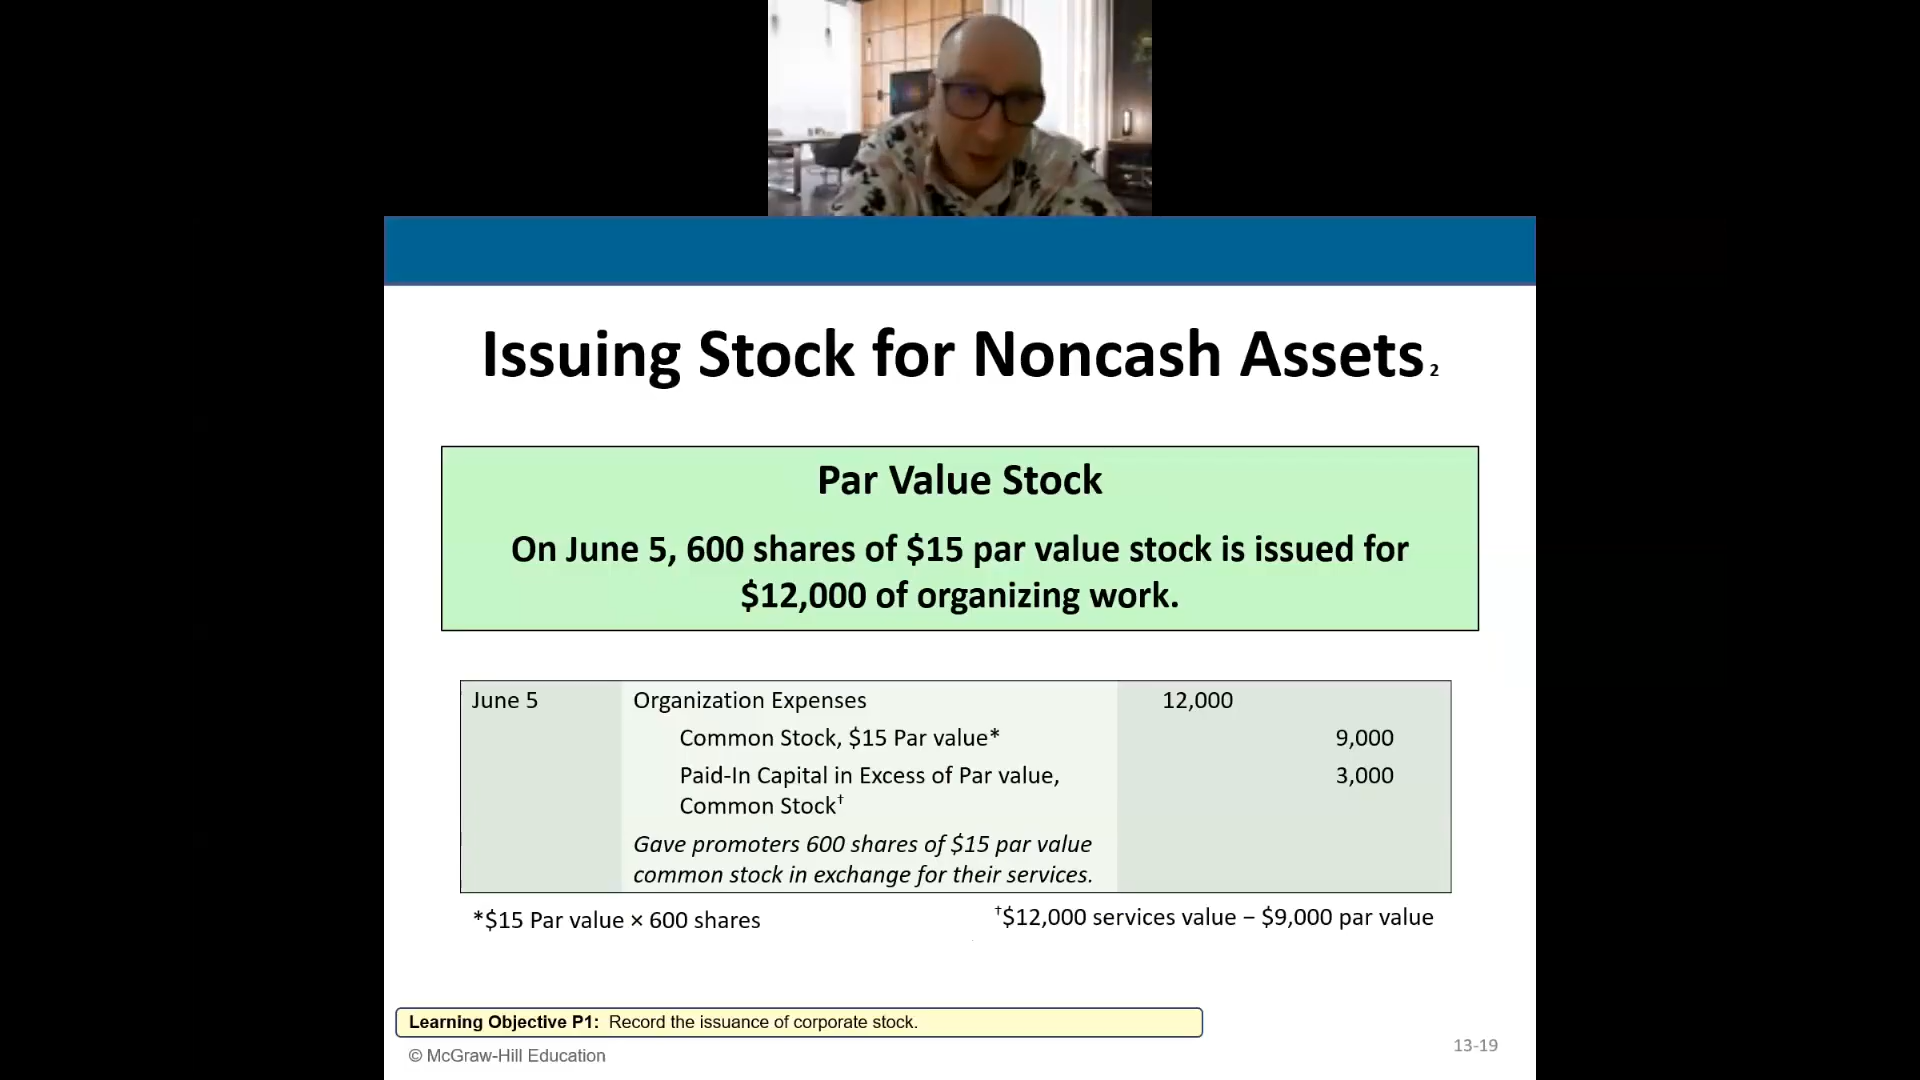 Issuing Stock for Noncash Assets 2
Par Value Stock
On June 5, 600 shares of $15 par value stock is issued for
$12,000 of organizing work.
June 5 Organization Expenses 12,000
Common Stock, $15 Par value* 9,000
Paid-In Capital in Excess of Par value, 3,000
Common Stock†
Gave promoters 600 shares of $15 par value
common stock in exchange for their services.
*$15 Par value × 600 shares †$12,000 services value − $9,000 par value
Learning Objective P1: Record the issuance of corporate stock.
© McGraw-Hill Education 13-19